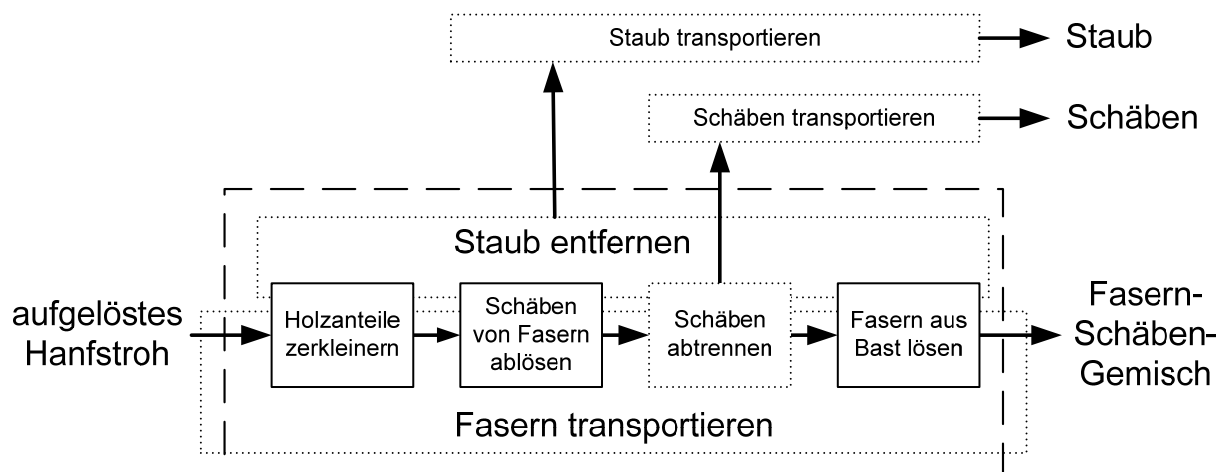 Staub transportieren
Staub
Schäben transportieren
Schäben
Staub entfernen
aufgelöstes
Hanfstroh
Holzanteile
zerkleinern
Schäben
von Fasern
ablösen
Schäben
abtrennen
Fasern aus
Bast lösen
Fasern-
Schäben-
Gemisch
Fasern transportieren